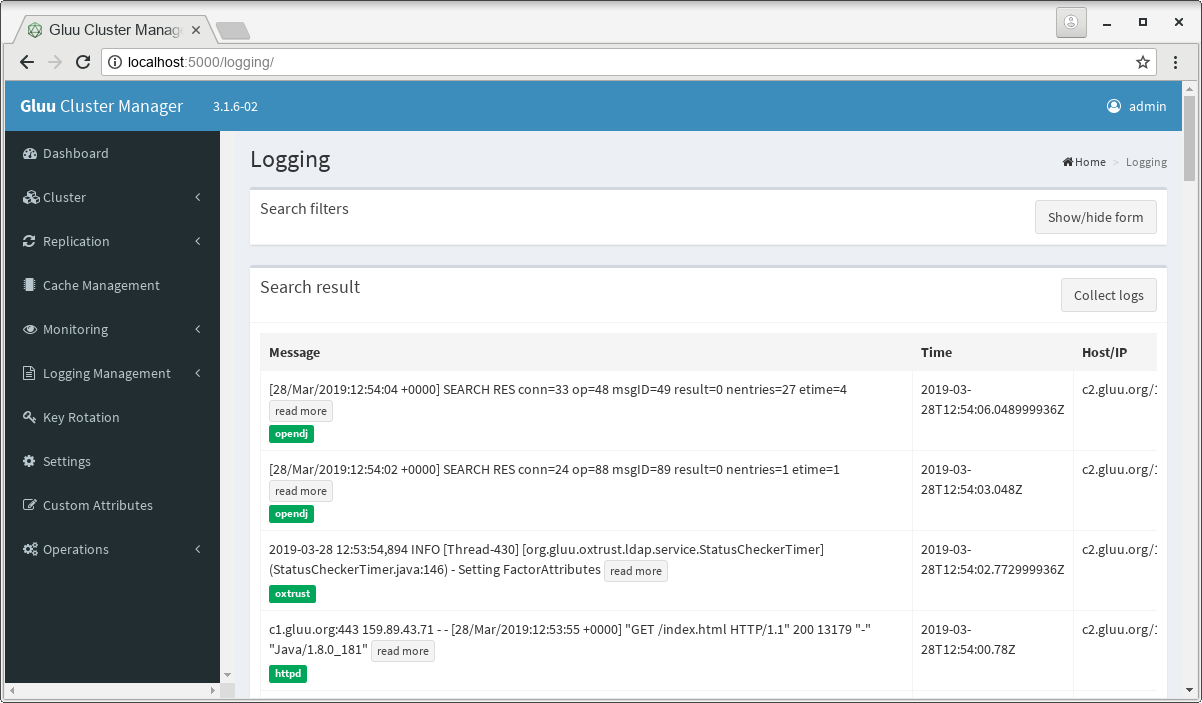 Gluu Cluster Manag
localhost:5000/logging/
Gluu Cluster Manager 3.1.6-02 admin
Dashboard
Cluster
Replication
Cache Management
Monitoring
Logging Management
Key Rotation
Settings
Custom Attributes
Operations
Logging
Home > Logging
Search filters
Show/hide form
Search result
Collect logs
Message Time Host/IP
[28/Mar/2019:12:54:04 +0000] SEARCH RES conn=33 op=48 msgID=49 result=0 nentries=27 etime=4
read more
opendj
2019-03-
28T12:54:06.048999936Z
c2.gluu.org/1
[28/Mar/2019:12:54:02 +0000] SEARCH RES conn=24 op=88 msgID=89 result=0 nentries=1 etime=1
read more
opendj
2019-03-
28T12:54:03.048Z
c2.gluu.org/1
2019-03-28 12:53:54,894 INFO [Thread-430] [org.gluu.oxtrust.ldap.service.StatusCheckerTimer]
(StatusCheckerTimer.java:146) - Setting FactorAttributes read more
oxtrust
2019-03-
28T12:54:02.772999936Z
c2.gluu.org/1
c1.gluu.org:443 159.89.43.71 - - [28/Mar/2019:12:53:55 +0000] "GET /index.html HTTP/1.1" 200 13179 "-"
"Java/1.8.0_181" read more
httpd
2019-03-
28T12:54:00.78Z
c2.gluu.org/1